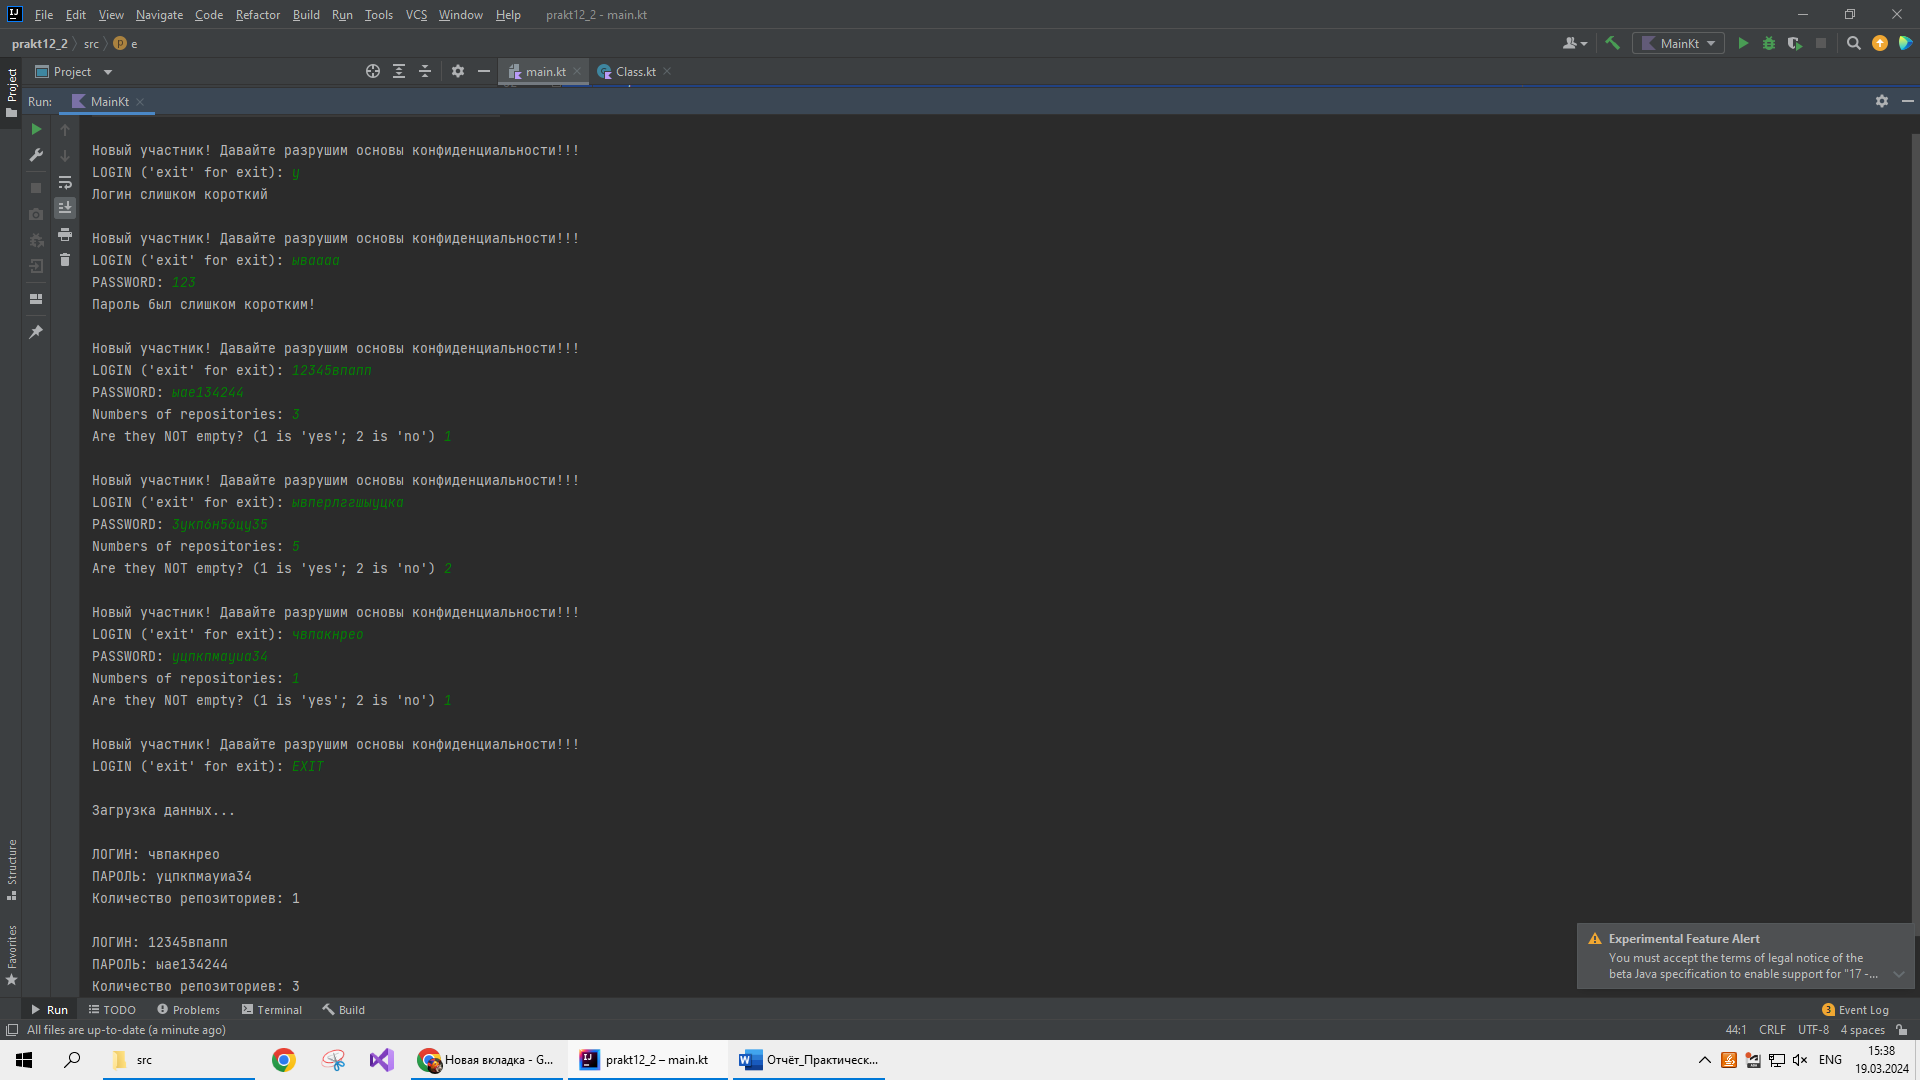 File Edit View Navigate Code Refactor Build Run Tools VCS Window Help prakt12_2 - main.kt
prakt12_2 src e MainKt
Project main.kt Class.kt
Project
Run: MainKt
Новый участник! Давайте разрушим основы конфиденциальности!!!
LOGIN ('exit' for exit): у
Логин слишком короткий
Новый участник! Давайте разрушим основы конфиденциальности!!!
LOGIN ('exit' for exit): ываааа
PASSWORD: 123
Пароль был слишком коротким!
Новый участник! Давайте разрушим основы конфиденциальности!!!
LOGIN ('exit' for exit): 12345впапп
PASSWORD: ыае134244
Numbers of repositories: 3
Are they NOT empty? (1 is 'yes'; 2 is 'no') 1
Новый участник! Давайте разрушим основы конфиденциальности!!!
LOGIN ('exit' for exit): ывперлггшыуцка
PASSWORD: 3укп6н56цу35
Numbers of repositories: 5
Are they NOT empty? (1 is 'yes'; 2 is 'no') 2
Новый участник! Давайте разрушим основы конфиденциальности!!!
LOGIN ('exit' for exit): чвпакнрео
PASSWORD: уцпкпмауиа34
Numbers of repositories: 1
Are they NOT empty? (1 is 'yes'; 2 is 'no') 1
Новый участник! Давайте разрушим основы конфиденциальности!!!
LOGIN ('exit' for exit): EXIT
Загрузка данных...
ЛОГИН: чвпакнрео
ПАРОЛЬ: уцпкпмауиа34
Количество репозиториев: 1
ЛОГИН: 12345впапп
ПАРОЛЬ: ыае134244
Количество репозиториев: 3
Structure
Favorites
Experimental Feature Alert
You must accept the terms of legal notice of the
beta Java specification to enable support for "17 -...
Run TODO Problems Terminal Build 3 Event Log
All files are up-to-date (a minute ago) 44:1 CRLF UTF-8 4 spaces
src Новая вкладка - G... prakt12_2 – main.kt Отчёт_Практическ... ENG 15:38
19.03.2024